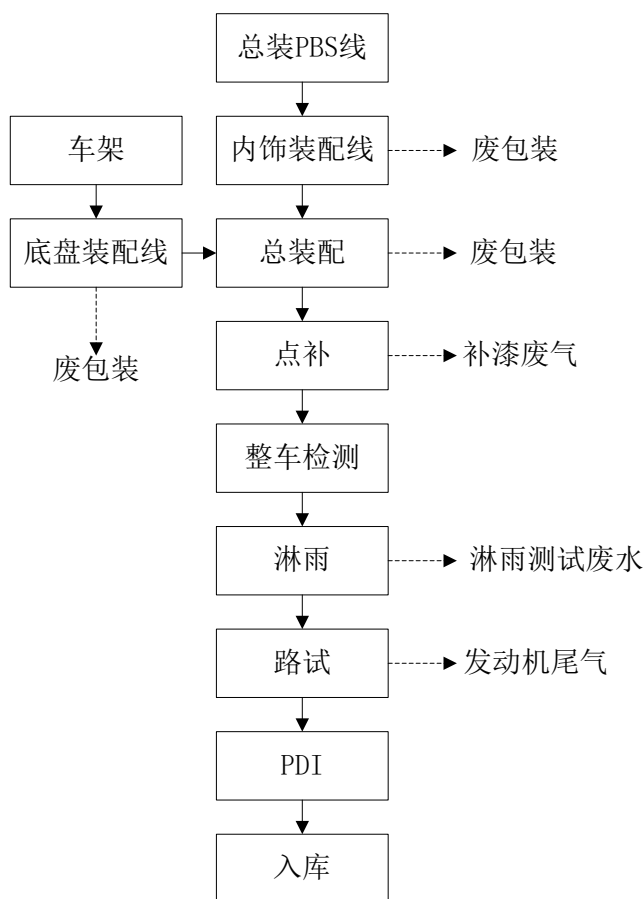 总装PBS线
车架
内饰装配线
废包装
底盘装配线
总装配
废包装
废包装
点补
补漆废气
整车检测
淋雨
淋雨测试废水
路试
发动机尾气
PDI
入库